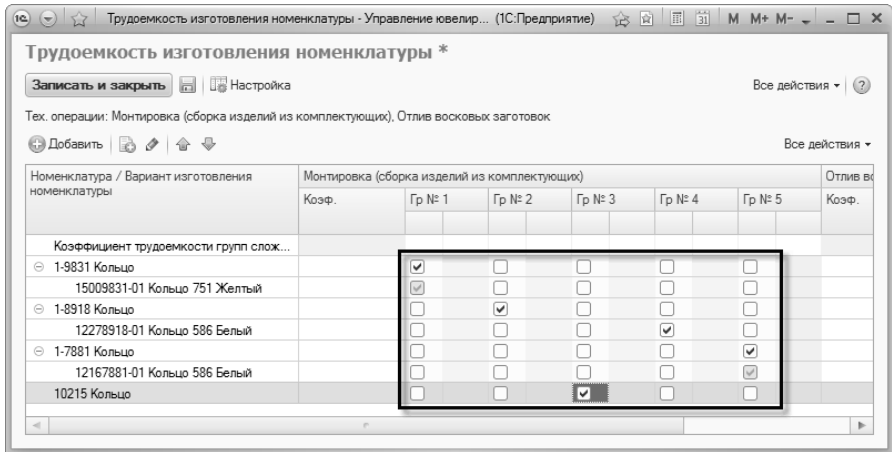 1С Трудоемкость изготовления номенклатуры - Управление ювелир... (1С:Предприятие) 31 M M+ M-
Трудоемкость изготовления номенклатуры *
Записать и закрыть Настройка Все действия ?
Тех. операции: Монтировка (сборка изделий из комплектующих), Отлив восковых заготовок
Добавить Все действия
Номенклатура / Вариант изготовления номенклатуры Монтировка (сборка изделий из комплектующих) Отлив во
Коэф. Гр № 1 Гр № 2 Гр № 3 Гр № 4 Гр № 5 Коэф.
Коэффициент трудоемкости групп слож...
1-9831 Кольцо
15009831-01 Кольцо 751 Желтый
1-8918 Кольцо
12278918-01 Кольцо 586 Белый
1-7881 Кольцо
12167881-01 Кольцо 586 Белый
10215 Кольцо